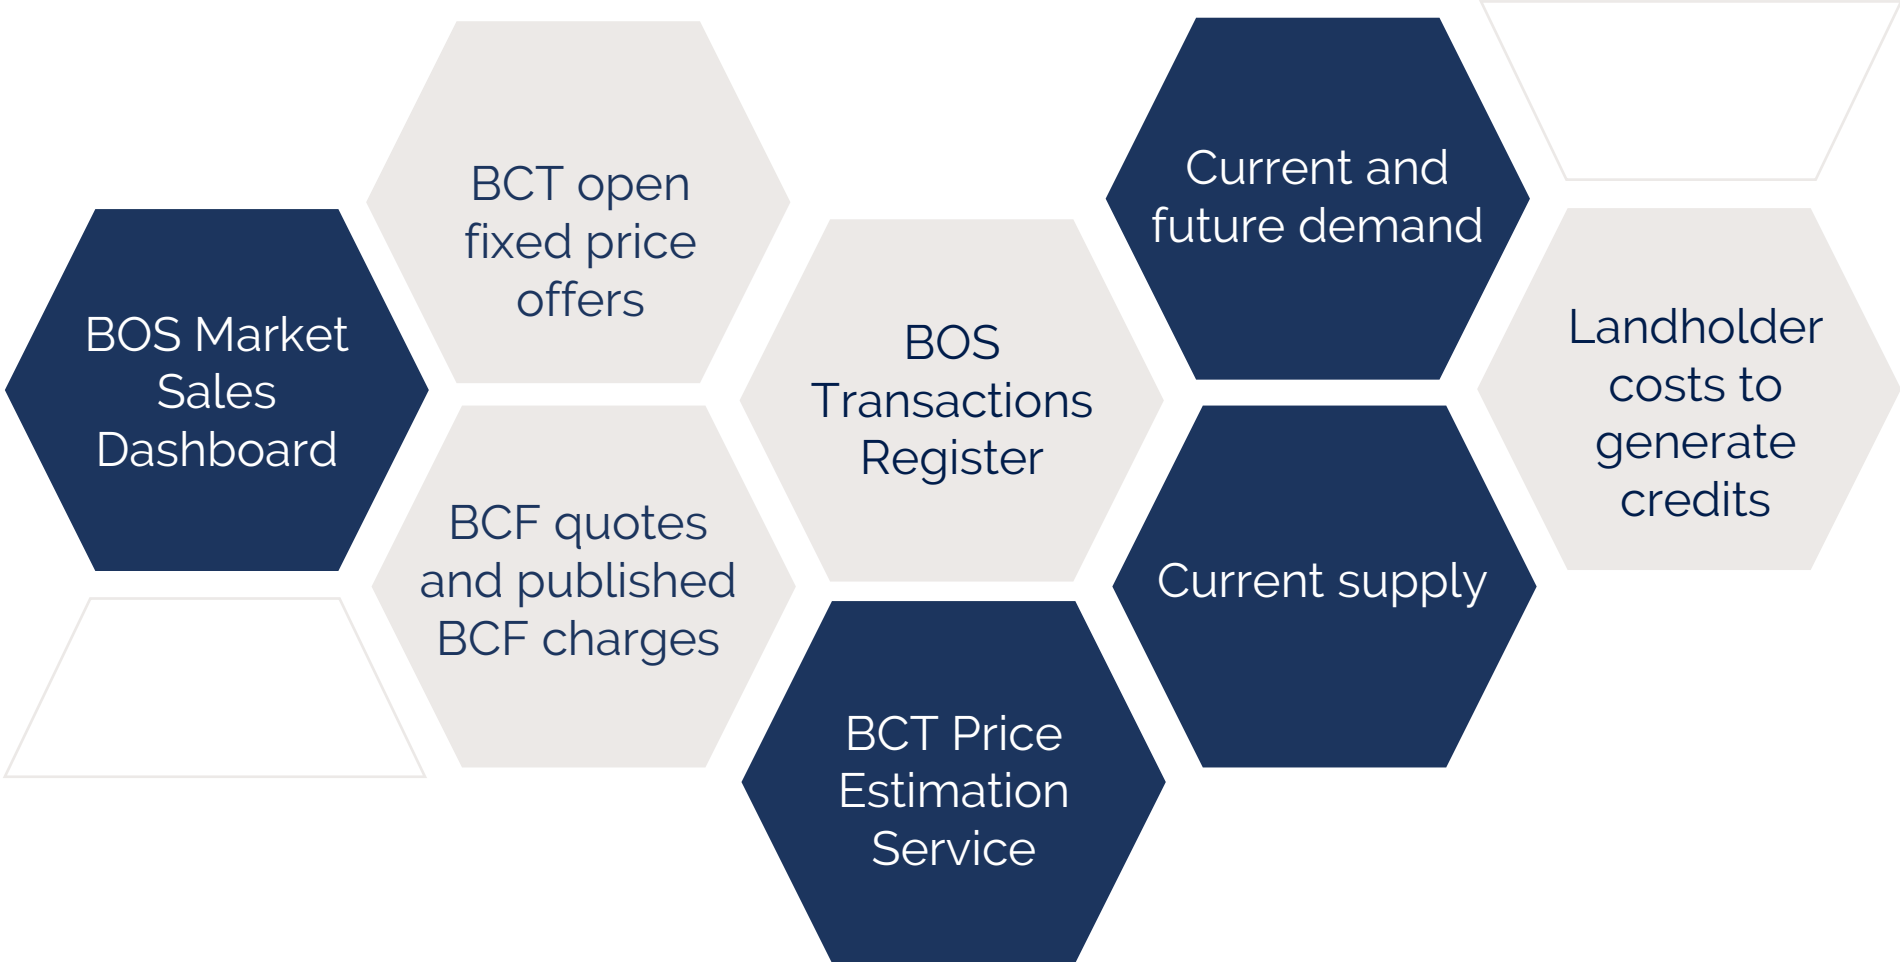 BOS Market
Sales
Dashboard
BCT open
fixed price
offers
BCF quotes
and published
BCF charges
BOS
Transactions
Register
BCT Price
Estimation
Service
Current and
future demand
Current supply
Landholder
costs to
generate
credits